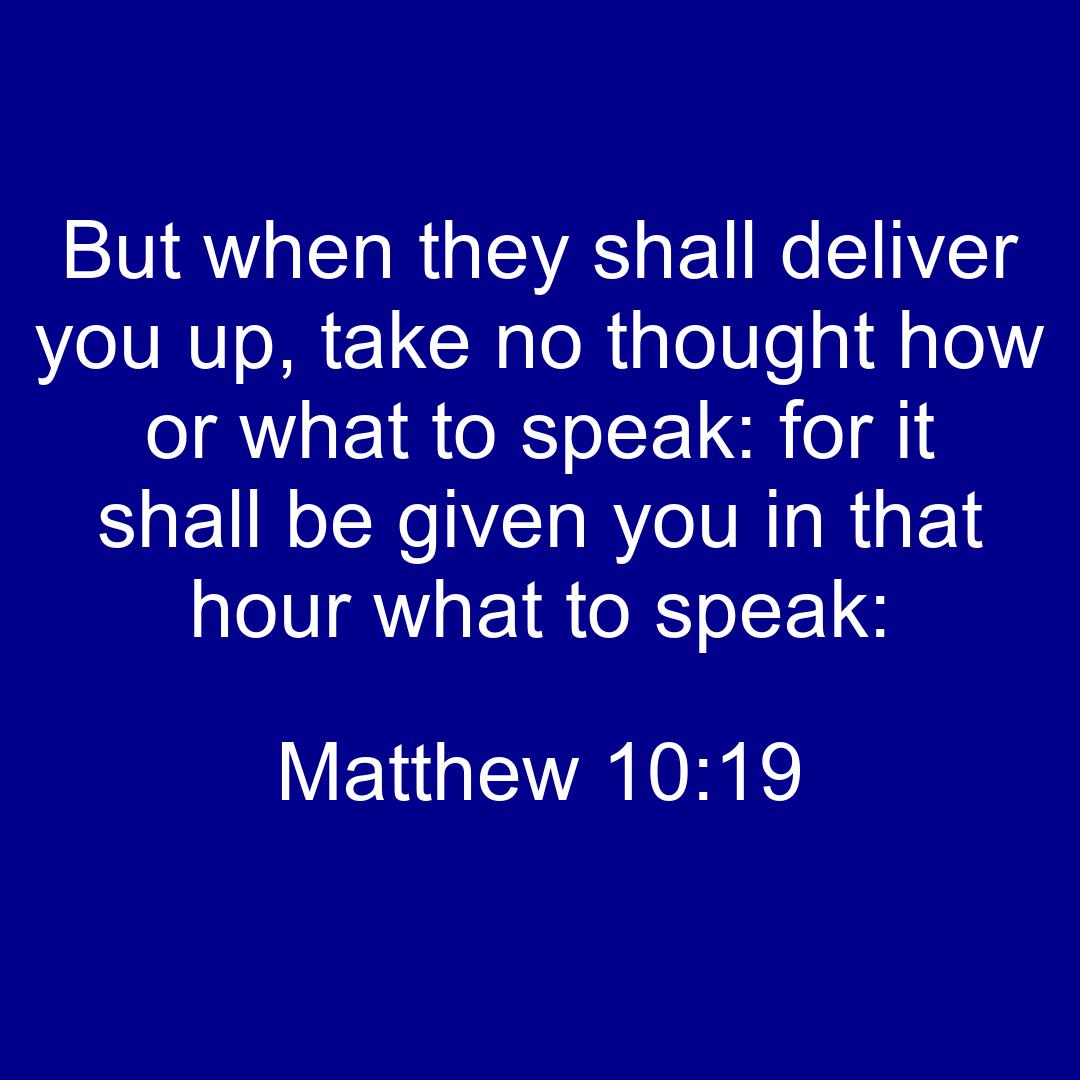 But when they shall deliver
you up, take no thought how
or what to speak: for it
shall be given you in that
hour what to speak:
Matthew 10:19